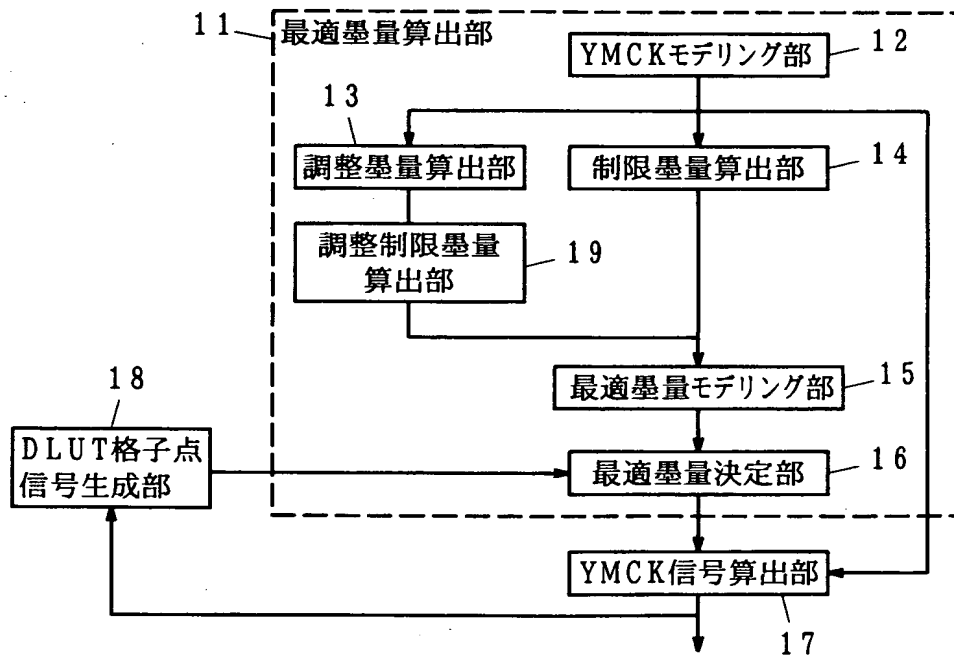 11
最適墨量算出部
YMCKモデリング部
12
13
調整墨量算出部
制限墨量算出部
14
調整制限墨量
算出部
19
18
最適墨量モデリング部
15
DLUT格子点
信号生成部
最適墨量決定部
16
YMCK信号算出部
17